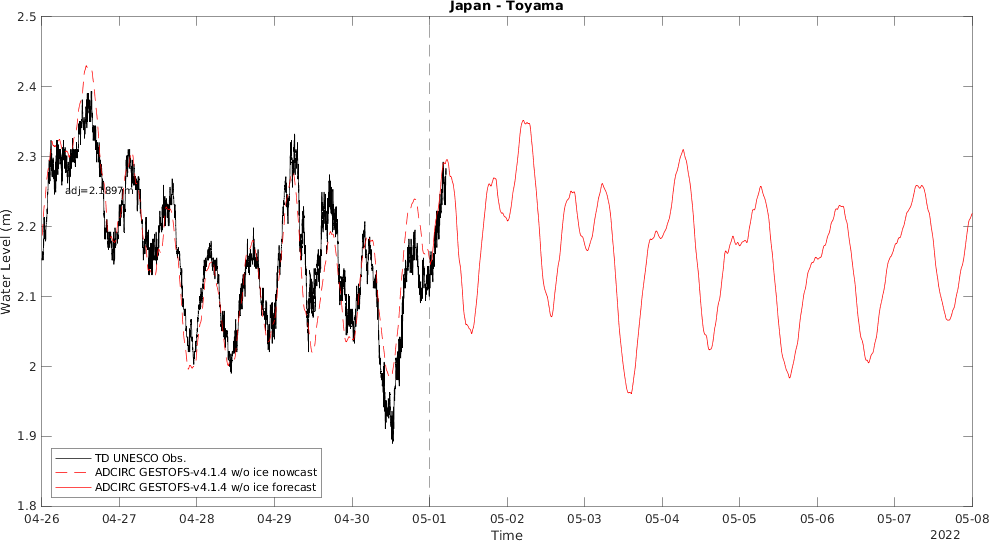 Japan - Toyama
2.5
2.4
2.3
2.2
2.1
2
1.9
1.8
Water Level (m)
adj=2.1897m
TD UNESCO Obs.
ADCIRC GESTOFS-v4.1.4 w/o ice nowcast
ADCIRC GESTOFS-v4.1.4 w/o ice forecast
04-26 04-27 04-28 04-29 04-30 05-01 05-02 05-03 05-04 05-05 05-06 05-07 05-08
Time
2022